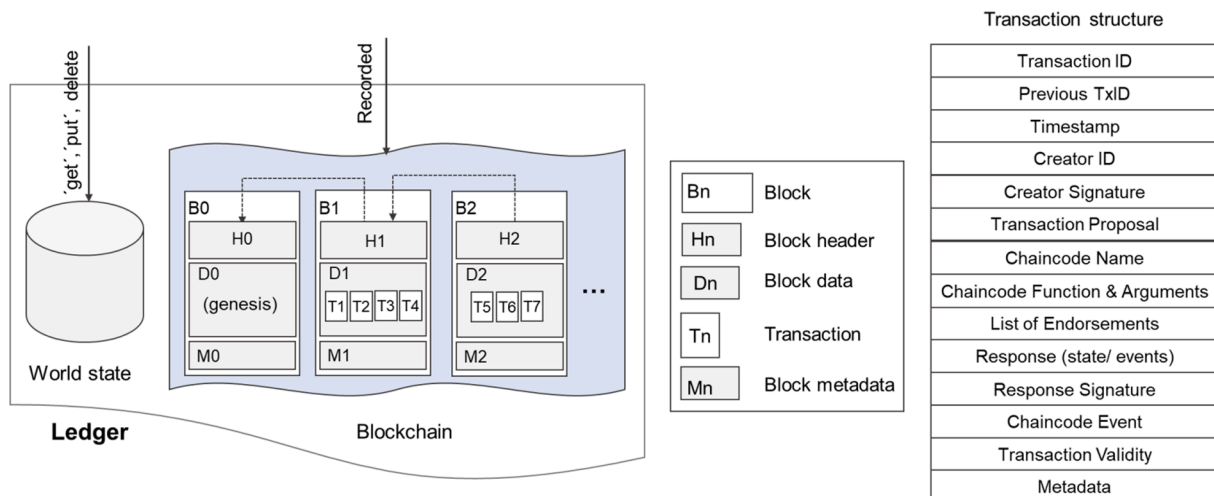 ´get´, ´put´, delete
Recorded
B0
H0
D0
(genesis)
M0
B1
H1
D1
T1 T2 T3 T4
M1
B2
H2
D2
T5 T6 T7
M2
...
World state
Ledger
Blockchain
Bn Block
Hn Block header
Dn Block data
Tn Transaction
Mn Block metadata
Transaction structure
Transaction ID
Previous TxID
Timestamp
Creator ID
Creator Signature
Transaction Proposal
Chaincode Name
Chaincode Function & Arguments
List of Endorsements
Response (state/ events)
Response Signature
Chaincode Event
Transaction Validity
Metadata